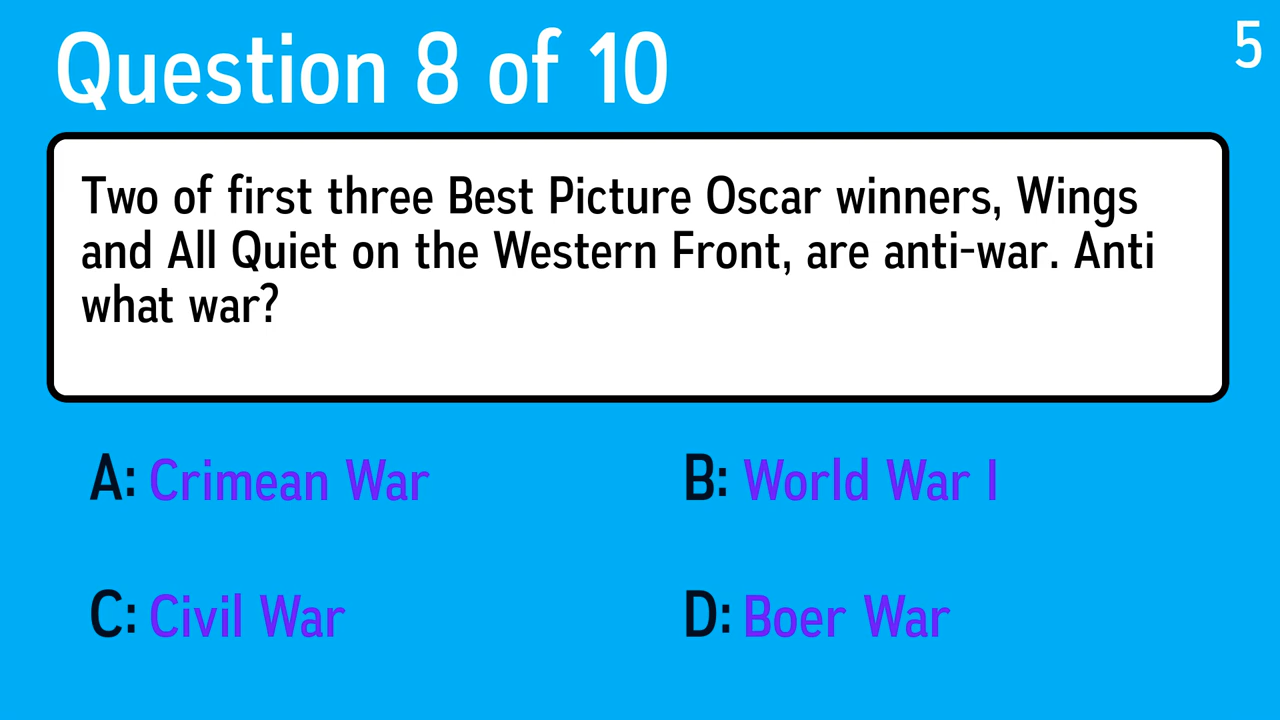 Question 8 of 10
5
Two of first three Best Picture Oscar winners, Wings
and All Quiet on the Western Front, are anti-war. Anti
what war?
A: Crimean War
B: World War I
C: Civil War
D: Boer War